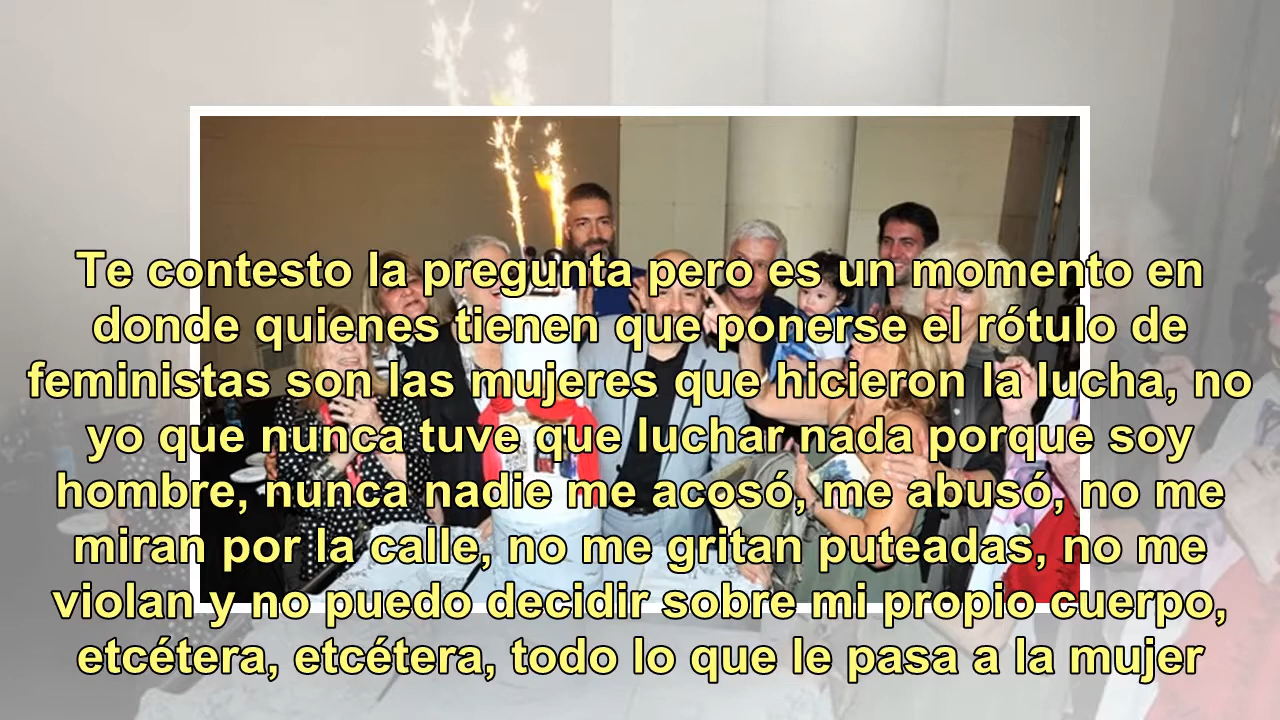 Te contesto la pregunta pero es un momento en
donde quienes tienen que ponerse el rótulo de
feministas son las mujeres que hicieron la lucha, no
yo que nunca tuve que luchar nada porque soy
hombre, nunca nadie me acosó, me abusó, no me
miran por la calle, no me gritan puteadas, no me
violan y no puedo decidir sobre mi propio cuerpo,
etcétera, etcétera, todo lo que le pasa a la mujer